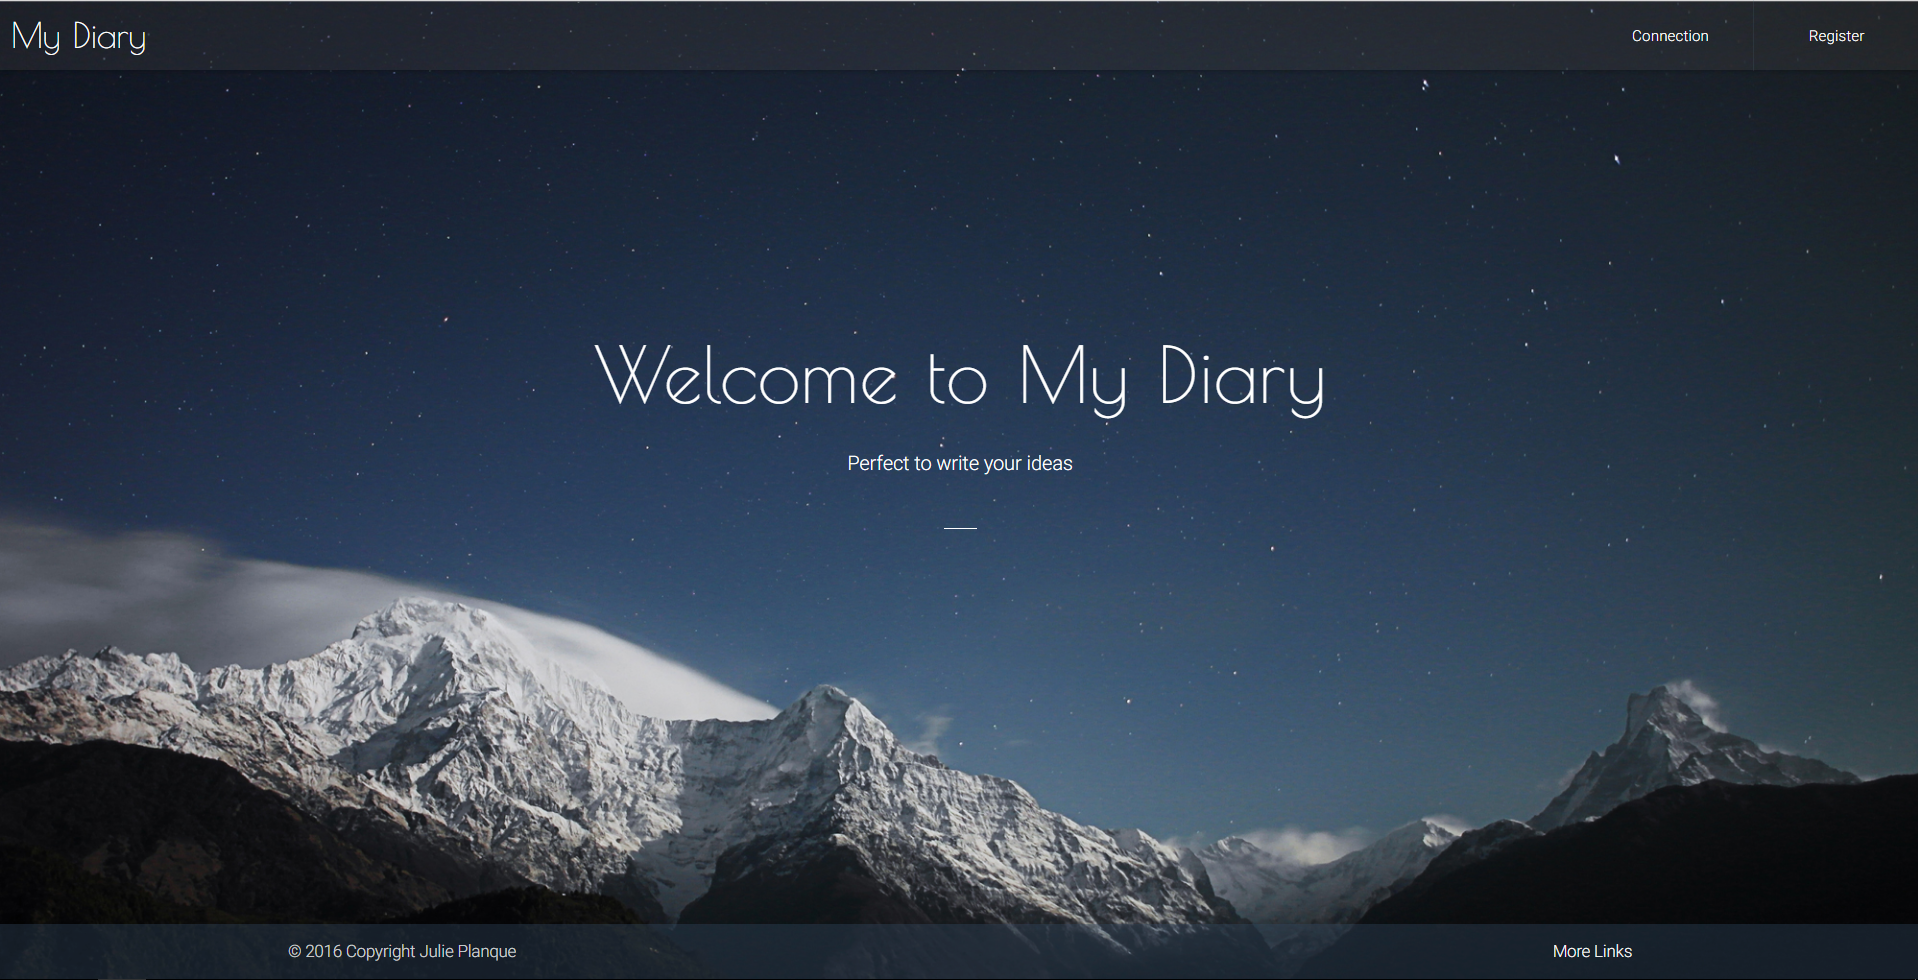 My Diary
Connection
Register
Welcome to My Diary
Perfect to write your ideas
© 2016 Copyright Julie Planque
More Links